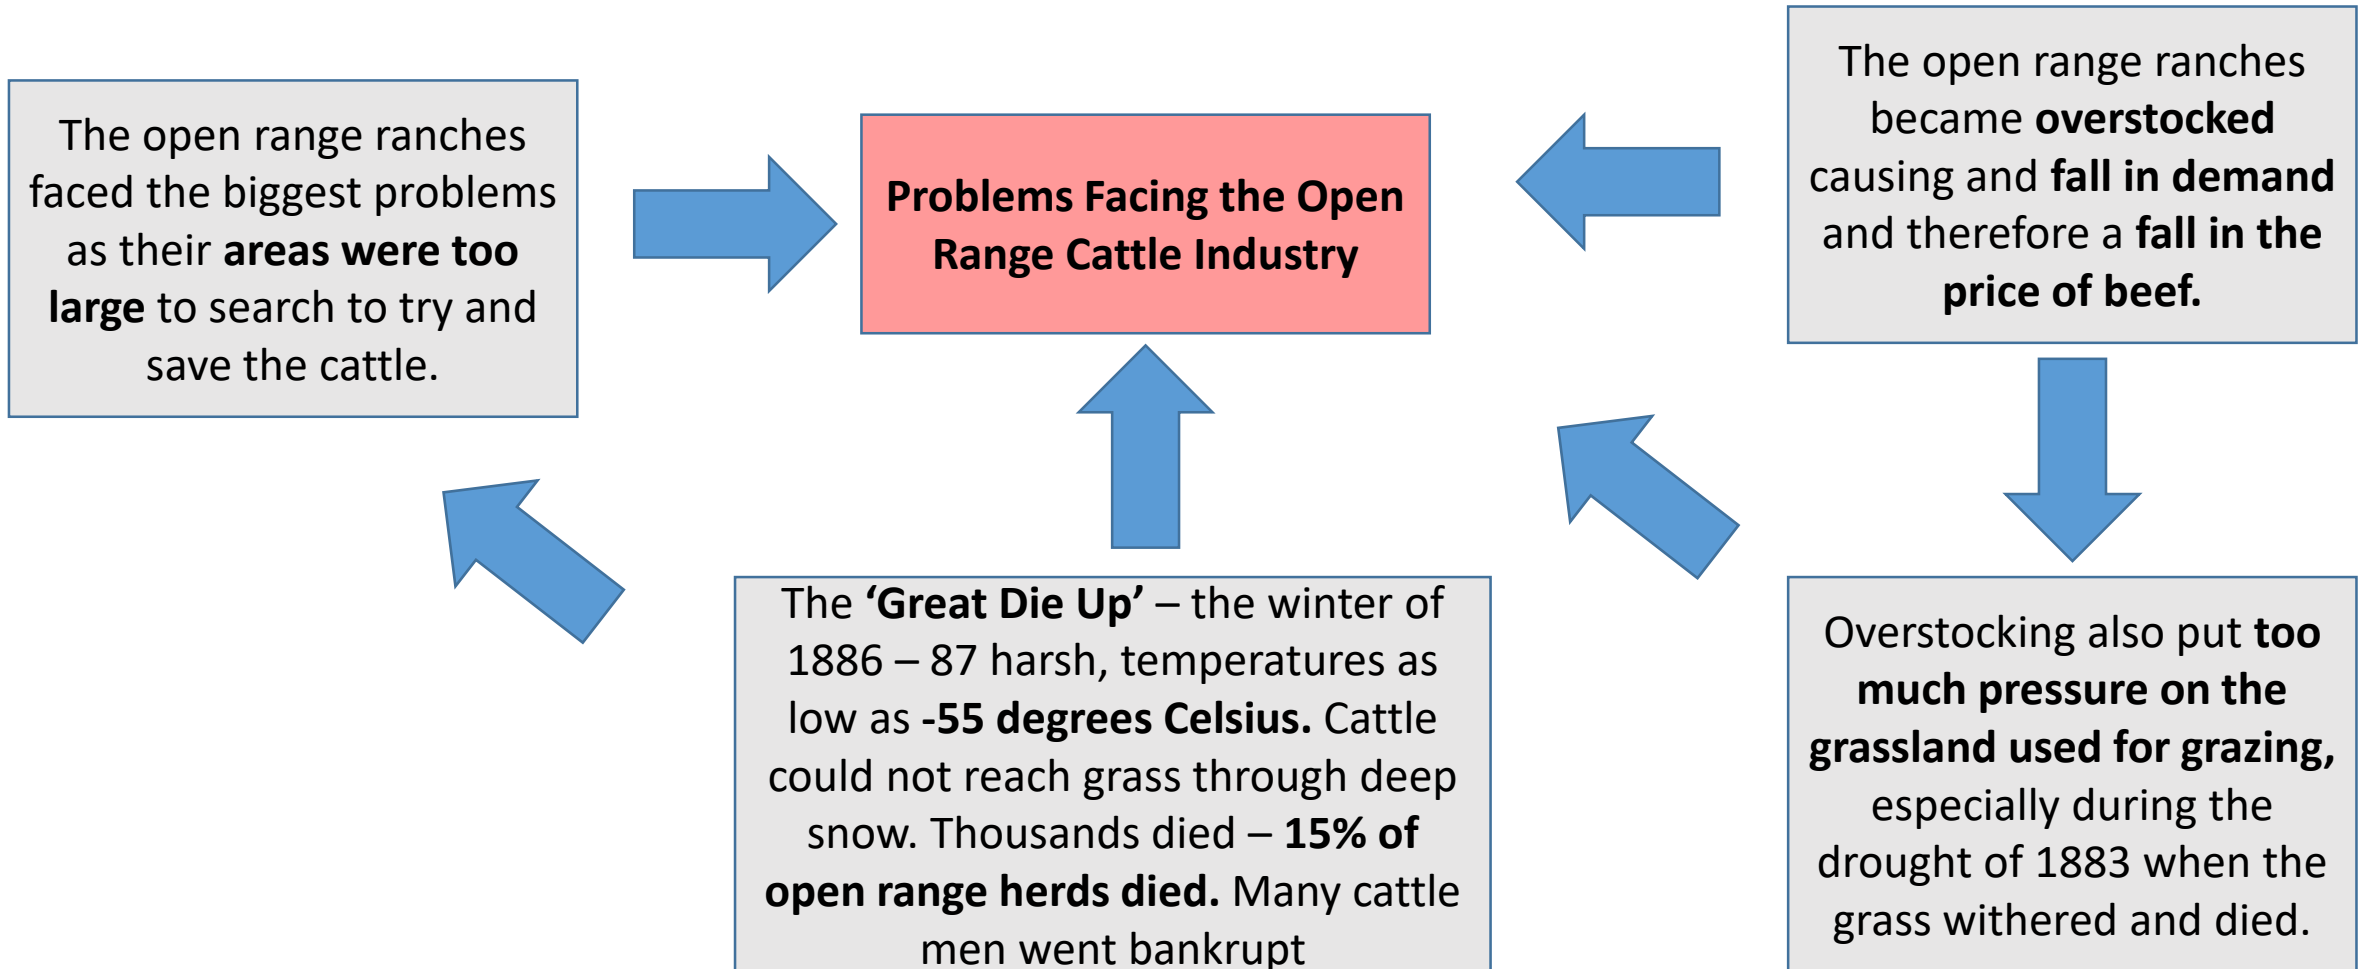 The open range ranches
faced the biggest problems
as their areas were too
large to search to try and
save the cattle.
Problems Facing the Open
Range Cattle Industry
The open range ranches
became overstocked
causing and fall in demand
and therefore a fall in the
price of beef.
The ‘Great Die Up’ – the winter of
1886 – 87 harsh, temperatures as
low as -55 degrees Celsius. Cattle
could not reach grass through deep
snow. Thousands died – 15% of
open range herds died. Many cattle
men went bankrupt
Overstocking also put too
much pressure on the
grassland used for grazing,
especially during the
drought of 1883 when the
grass withered and died.